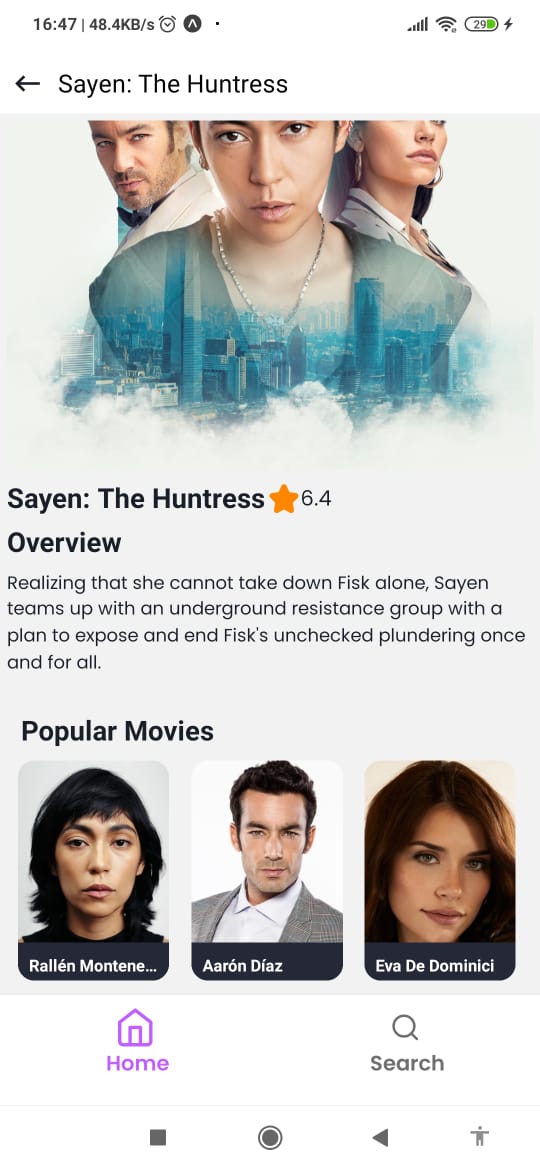 16:47 | 48.4KB/s
29
Sayen: The Huntress
Sayen: The Huntress 6.4
Overview
Realizing that she cannot take down Fisk alone, Sayen
teams up with an underground resistance group with a
plan to expose and end Fisk's unchecked plundering once
and for all.
Popular Movies
Rallén Montene...
Aarón Díaz
Eva De Dominici
Home
Search